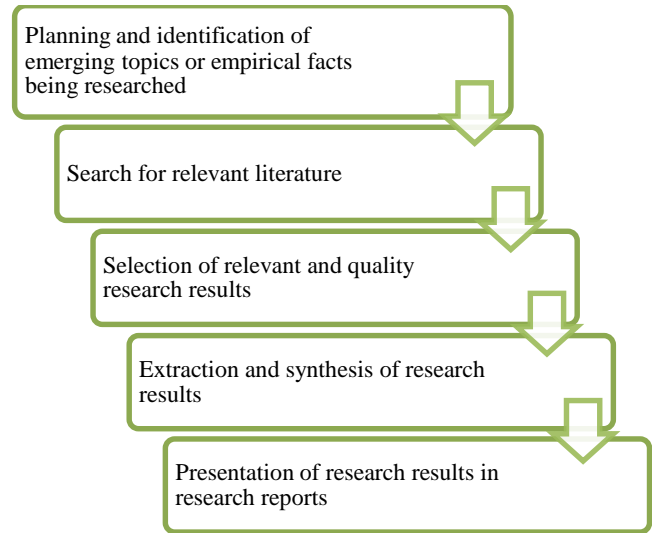 Planning and identification of
emerging topics or empirical facts
being researched
Search for relevant literature
Selection of relevant and quality
research results
Extraction and synthesis of research
results
Presentation of research results in
research reports